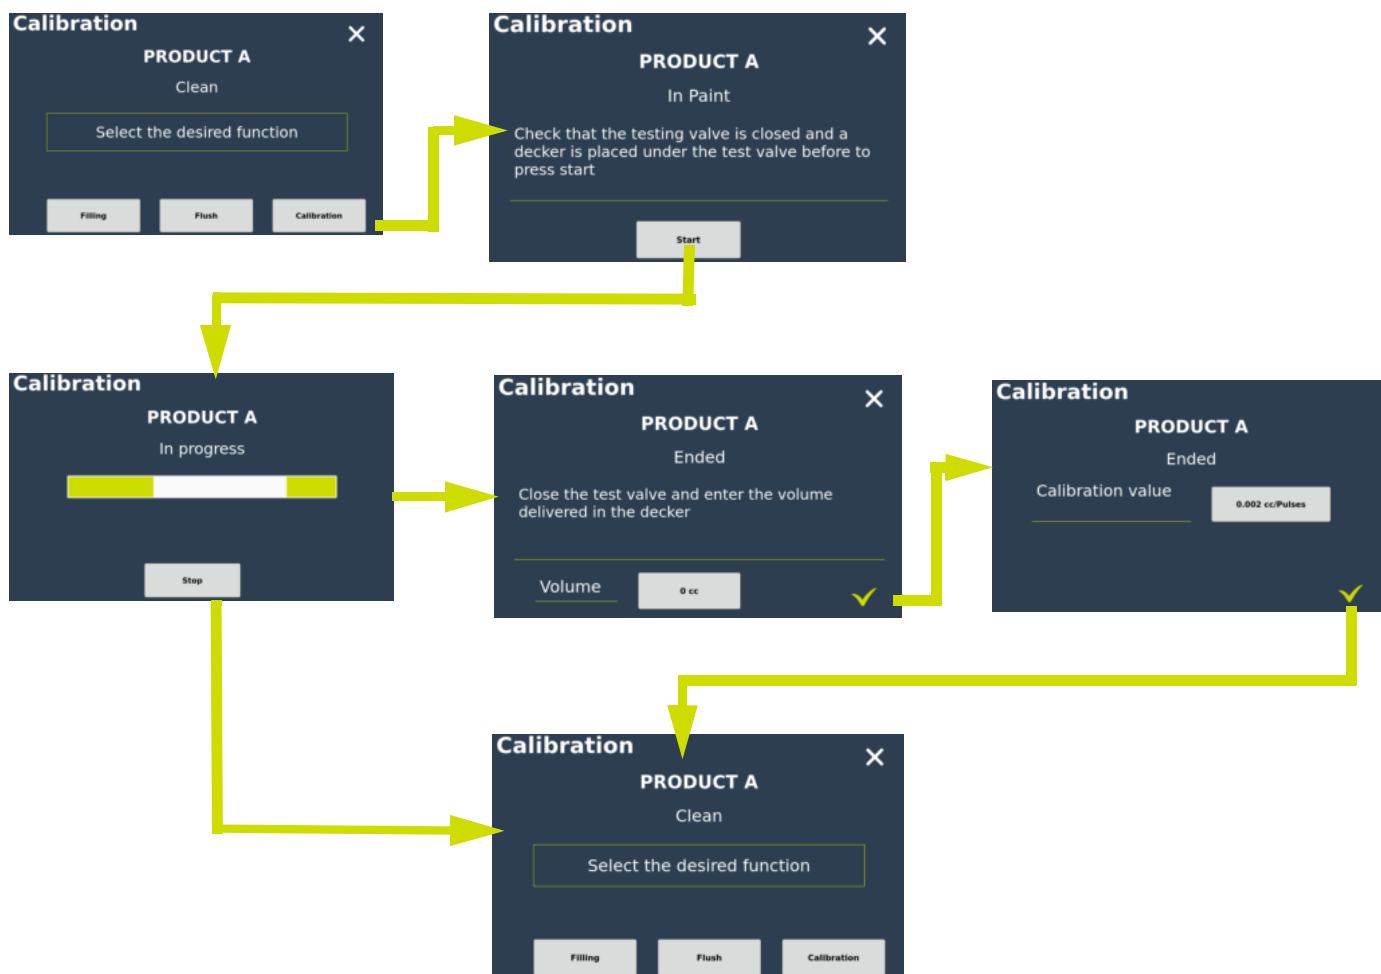 Calibration
PRODUCT A
Clean
Select the desired function
Filling
Flush
Calibration
Calibration
PRODUCT A
In Paint
Check that the testing valve is closed and a
decker is placed under the test valve before to
press start
Start
Calibration
PRODUCT A
In progress
Stop
Calibration
PRODUCT A
Ended
Close the test valve and enter the volume
delivered in the decker
Volume
0 cc
Calibration
PRODUCT A
Ended
Calibration value
0.002 cc/Pulses
Calibration
PRODUCT A
Clean
Select the desired function
Filling
Flush
Calibration